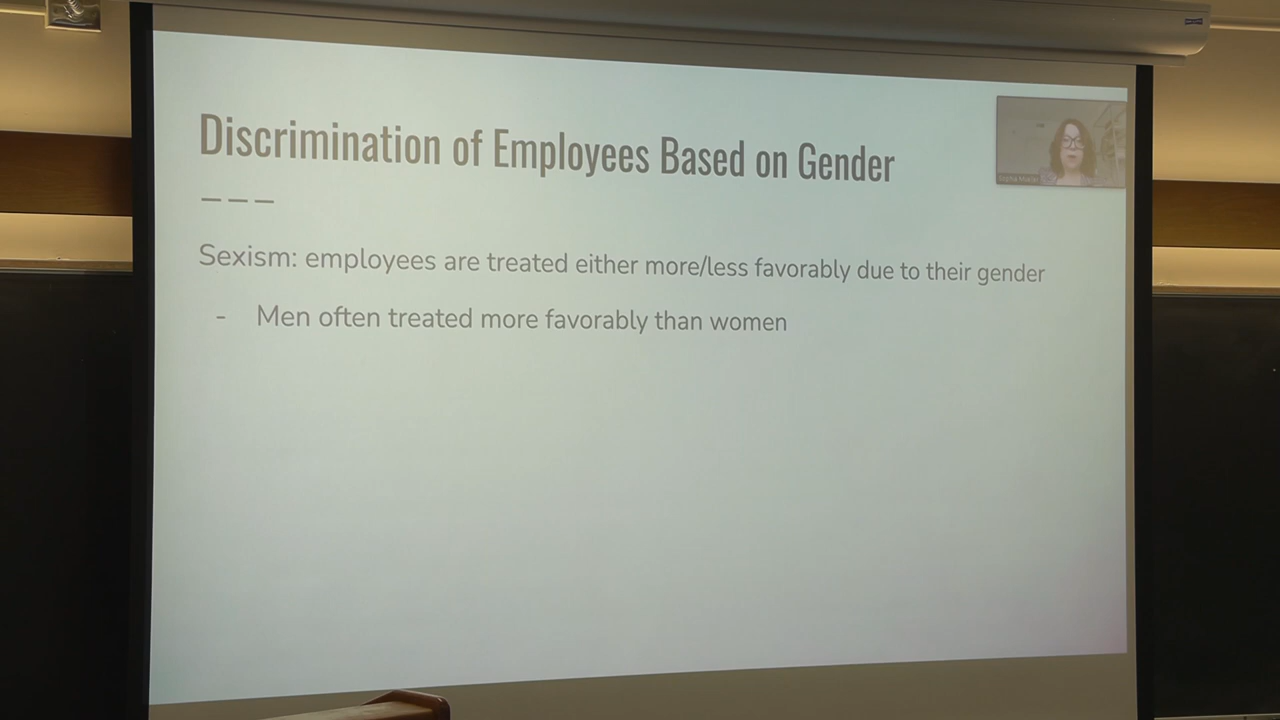 Discrimination of Employees Based on Gender
Sexism: employees are treated either more/less favorably due to their gender
- Men often treated more favorably than women